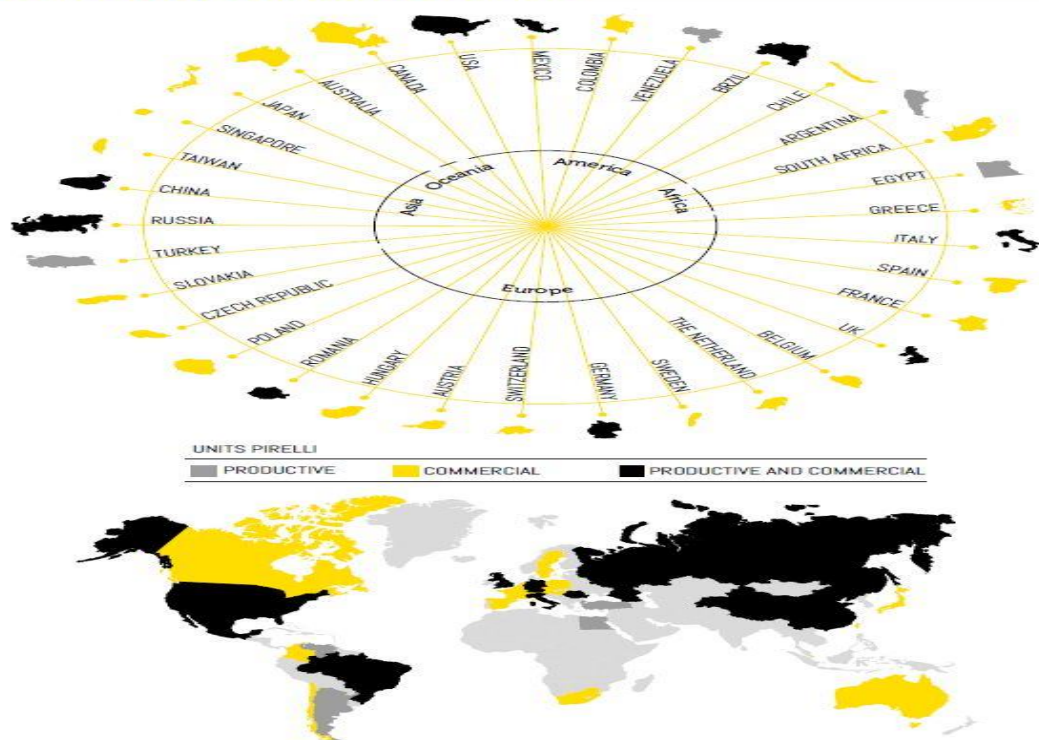 USA
MEXICO
COLOMBIA
VENEZUELA
BRZIL
CHILE
ARGENTINA
SOUTH AFRICA
EGYPT
GREECE
ITALY
SPAIN
FRANCE
UK
BELGIUM
THE NETHERLAND
SWEDEN
GERMANY
SWITZERLAND
AUSTRIA
HUNGARY
ROMANIA
POLAND
CZECH REPUBLIC
SLOVAKIA
TURKEY
RUSSIA
CHINA
TAIWAN
SINGAPORE
JAPAN
AUSTRALIA
CANADA
Oceania
America
Africa
Asia
Europe
UNITS PIRELLI
PRODUCTIVE
COMMERCIAL
PRODUCTIVE AND COMMERCIAL